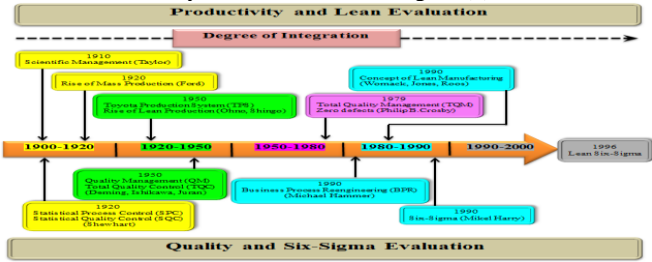 Productivity and Lean Evaluation
Degree of Integration
1910
Scientific Management (Taylor)
1920
Rise of Mass Production (Ford)
1950
Toyota Production System (TPS)
Rise of Lean Production (Ohno, Shingo)
1979
Total Quality Management (TQM)
Zero defects (Philip B.Crosby)
1990
Concept of Lean Manufacturing
(Womack, Jones, Roos)
1900-1920
1920-1950
1950-1980
1980-1990
1990-2000
1996
Lean Six-Sigma
1950
Quality Management (QM)
Total Quality Control (TQC)
(Deming, Ishikawa, Juran)
1920
Statistical Process Control (SPC)
Statistical Quality Control (SQC)
(Shewhart)
1990
Business Process Reengineering (BPR)
(Michael Hammer)
1990
Six-Sigma (Mikel Harry)
Quality and Six-Sigma Evaluation